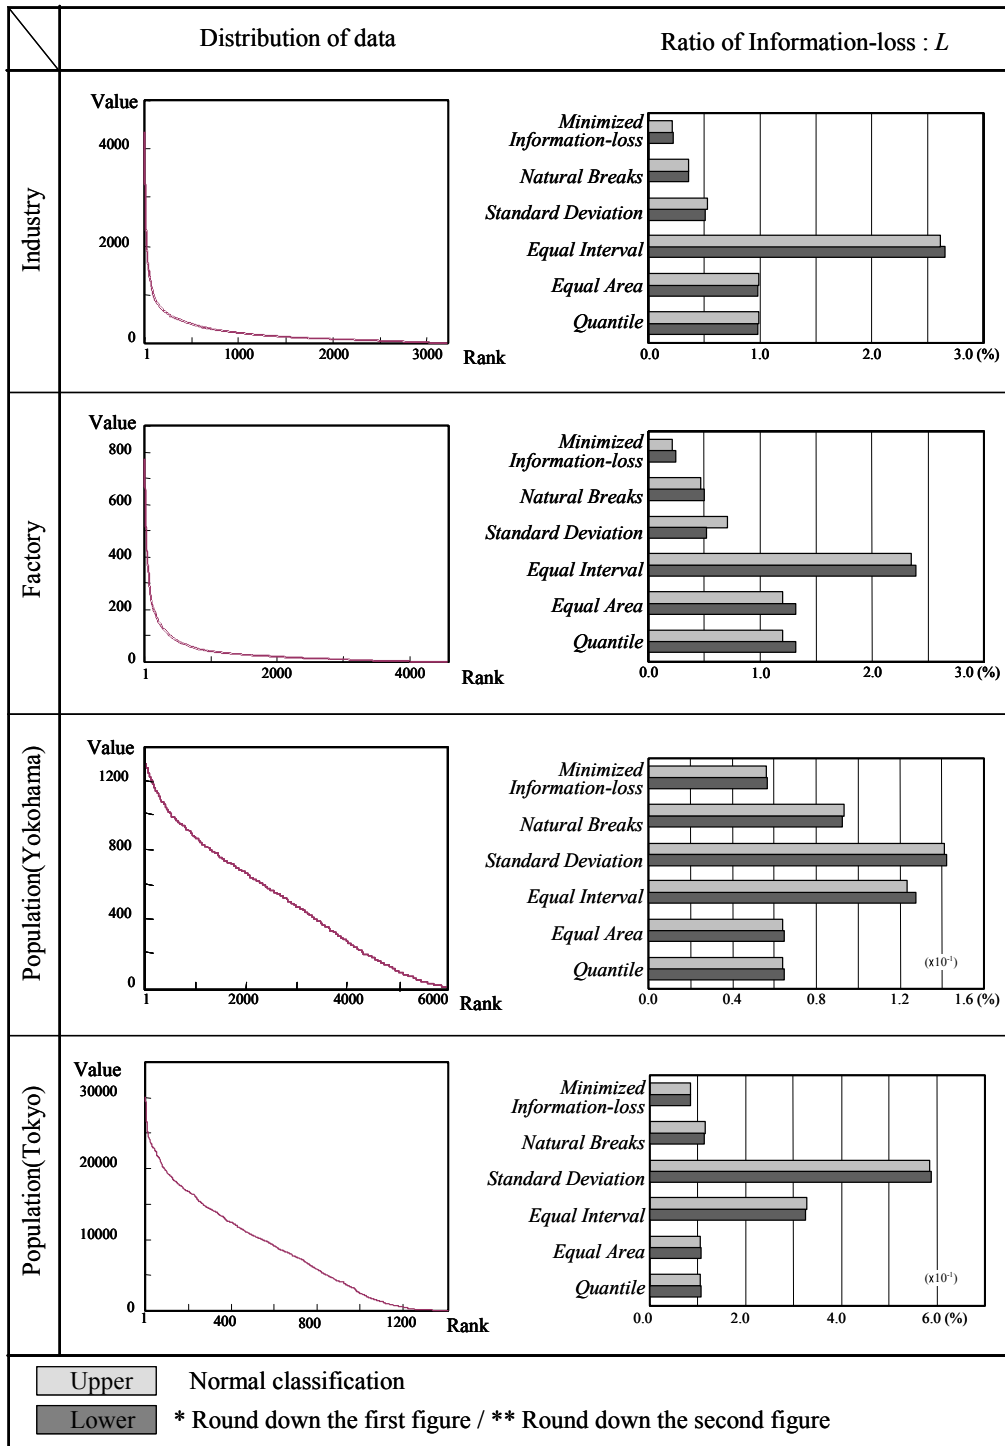 Distribution of data
Ratio of Information-loss : L
Industry
Value
4000
2000
0
1 1000 2000 3000
Rank
Minimized
Information-loss
Natural Breaks
Standard Deviation
Equal Interval
Equal Area
Quantile
0.0 1.0 2.0 3.0 (%)
Factory
Value
800
600
400
200
0
1 2000 4000
Rank
Minimized
Information-loss
Natural Breaks
Standard Deviation
Equal Interval
Equal Area
Quantile
0.0 1.0 2.0 3.0 (%)
Population(Yokohama)
Value
1200
800
400
0
1 2000 4000 6000
Rank
Minimized
Information-loss
Natural Breaks
Standard Deviation
Equal Interval
Equal Area
Quantile
(x10⁻¹)
0.0 0.4 0.8 1.2 1.6 (%)
Population(Tokyo)
Value
30000
20000
10000
0
1 400 800 1200
Rank
Minimized
Information-loss
Natural Breaks
Standard Deviation
Equal Interval
Equal Area
Quantile
(x10⁻¹)
0.0 2.0 4.0 6.0 (%)
Upper Normal classification
Lower * Round down the first figure / ** Round down the second figure